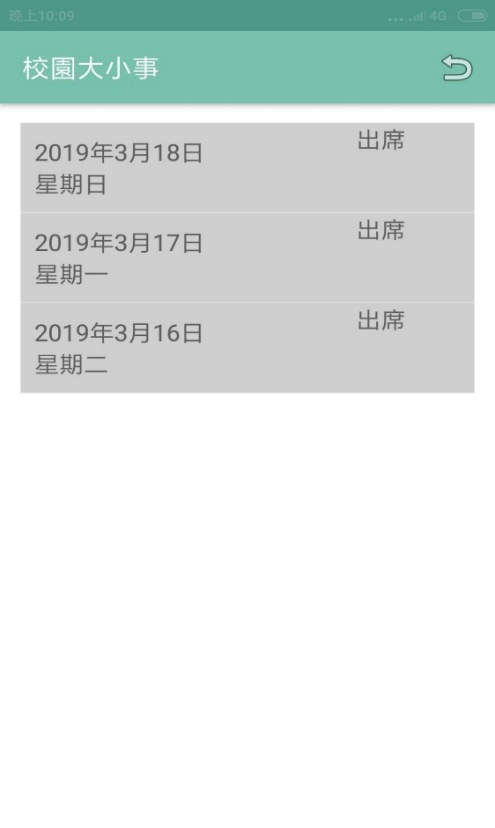 晚上10:09
4G
校園大小事
2019年3月18日
出席
星期日
2019年3月17日
出席
星期一
2019年3月16日
出席
星期二